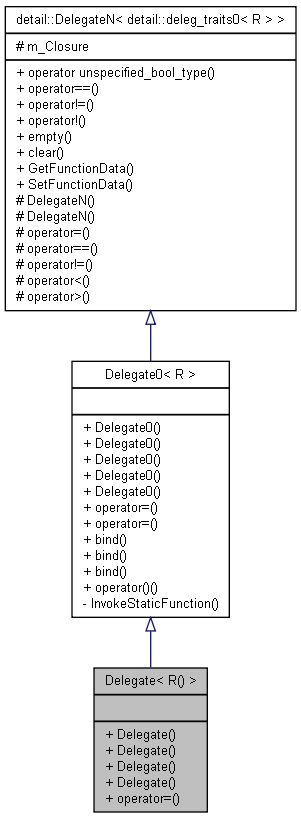 detail::DelegateN< detail::deleg_traits0< R > >
# m_Closure
+ operator unspecified_bool_type()
+ operator==()
+ operator!=()
+ operator!()
+ empty()
+ clear()
+ GetFunctionData()
+ SetFunctionData()
# DelegateN()
# DelegateN()
# operator=()
# operator==()
# operator!=()
# operator<()
# operator>()
Delegate0< R >
+ Delegate0()
+ Delegate0()
+ Delegate0()
+ Delegate0()
+ Delegate0()
+ operator=()
+ operator=()
+ bind()
+ bind()
+ bind()
+ operator()()
- InvokeStaticFunction()
Delegate< R() >
+ Delegate()
+ Delegate()
+ Delegate()
+ Delegate()
+ operator=()